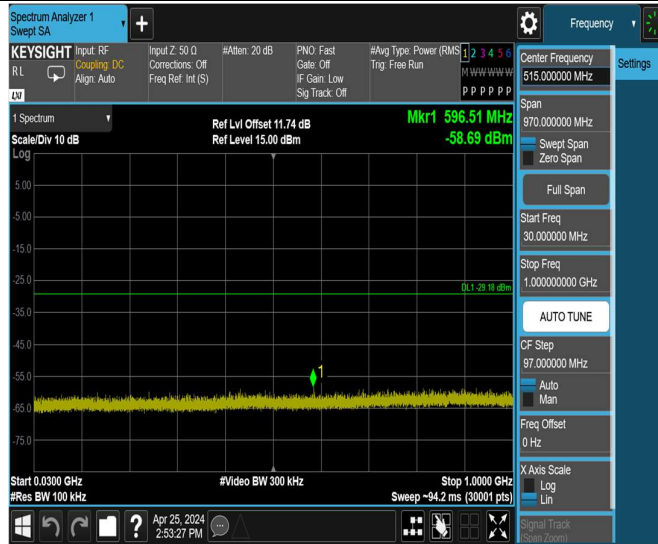 Spectrum Analyzer 1
Swept SA
Frequency
KEYSIGHT
R L
LXI
Input: RF
Coupling: DC
Align: Auto
Input Z: 50 Ω
Corrections: Off
Freq Ref: Int (S)
#Atten: 20 dB
PNO: Fast
Gate: Off
IF Gain: Low
Sig Track: Off
#Avg Type: Power (RMS
Trig: Free Run
1 2 3 4 5 6
M W W W W W
P P P P P P
1 Spectrum
Scale/Div 10 dB
Log
Ref Lvl Offset 11.74 dB
Ref Level 15.00 dBm
Mkr1 596.51 MHz
-58.69 dBm
5.00
-5.00
-15.0
-25.0
DL1 -29.18 dBm
-35.0
-45.0
-55.0
1
-65.0
-75.0
Start 0.0300 GHz
#Res BW 100 kHz
#Video BW 300 kHz
Stop 1.0000 GHz
Sweep ~94.2 ms (30001 pts)
?
Apr 25, 2024
2:53:27 PM
Center Frequency
515.000000 MHz
Settings
Span
970.000000 MHz
Swept Span
Zero Span
Full Span
Start Freq
30.000000 MHz
Stop Freq
1.000000000 GHz
AUTO TUNE
CF Step
97.000000 MHz
Auto
Man
Freq Offset
0 Hz
X Axis Scale
Log
Lin
Signal Track
(Span Zoom)